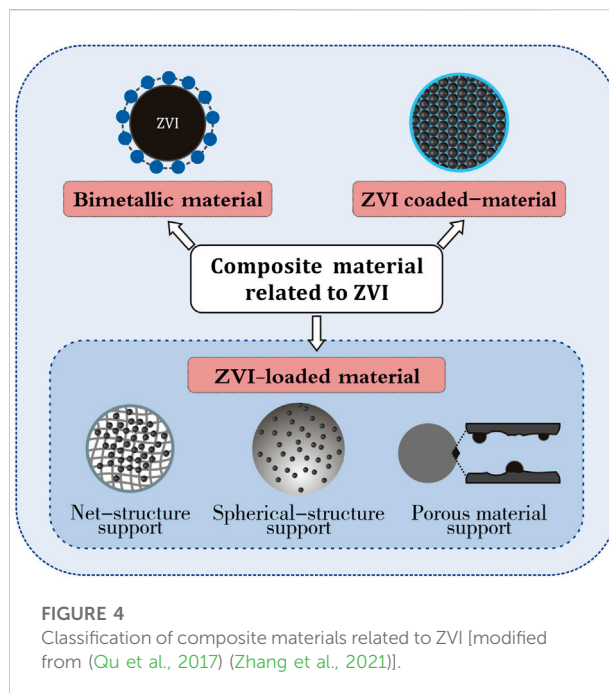 ZVI
Bimetallic material
ZVI coaded-material
Composite material
related to ZVI
ZVI-loaded material
Net-structure
support
Spherical-structure
support
Porous material
support
FIGURE 4
Classification of composite materials related to ZVI [modified
from (Qu et al., 2017) (Zhang et al., 2021)].